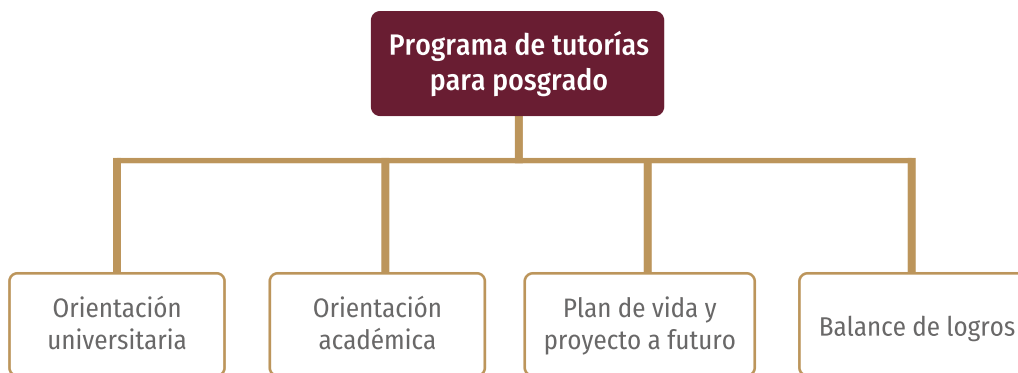 Programa de tutorías
para posgrado
Orientación
universitaria
Orientación
académica
Plan de vida y
proyecto a futuro
Balance de logros